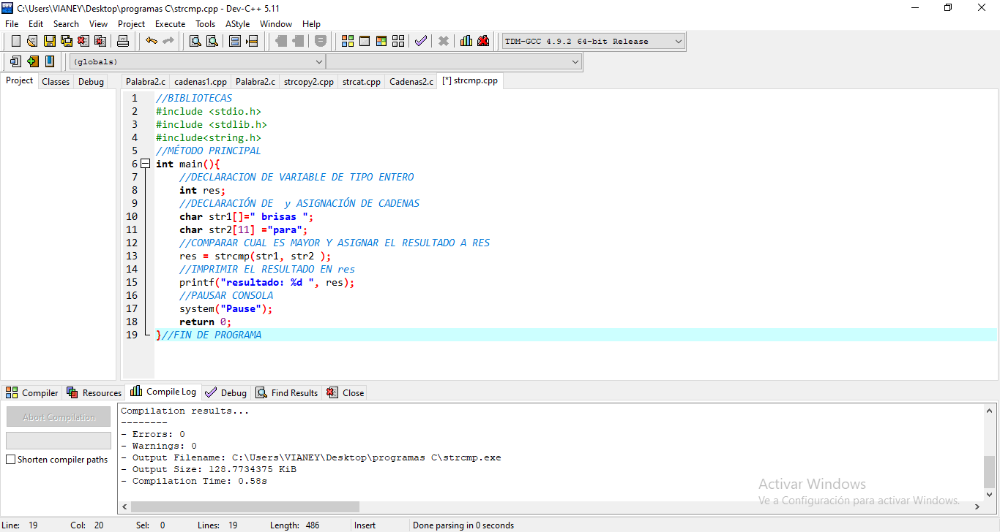 C:\Users\VIANEY\Desktop\programas C\strcmp.cpp - Dev-C++ 5.11
File Edit Search View Project Execute Tools AStyle Window Help
TDM-GCC 4.9.2 64-bit Release
(globals)
Project Classes Debug
Palabra2.c cadenas1.cpp Palabra2.c strcopy2.cpp strcat.cpp Cadenas2.c [*] strcmp.cpp
1 //BIBLIOTECAS
2 #include <stdio.h>
3 #include <stdlib.h>
4 #include<string.h>
5 //MÉTODO PRINCIPAL
6 int main(){
7 //DECLARACION DE VARIABLE DE TIPO ENTERO
8 int res;
9 //DECLARACIÓN DE  y ASIGNACIÓN DE CADENAS
10 char str1[]=" brisas ";
11 char str2[11] ="para";
12 //COMPARAR CUAL ES MAYOR Y ASIGNAR EL RESULTADO A RES
13 res = strcmp(str1, str2 );
14 //IMPRIMIR EL RESULTADO EN res
15 printf("resultado: %d ", res);
16 //PAUSAR CONSOLA
17 system("Pause");
18 return 0;
19 }//FIN DE PROGRAMA
Compiler Resources Compile Log Debug Find Results Close
Abort Compilation
Shorten compiler paths
Compilation results...
--------
- Errors: 0
- Warnings: 0
- Output Filename: C:\Users\VIANEY\Desktop\programas C\strcmp.exe
- Output Size: 128.7734375 KiB
- Compilation Time: 0.58s
Activar Windows
Ve a Configuración para activar Windows.
Line: 19 Col: 20 Sel: 0 Lines: 19 Length: 486 Insert Done parsing in 0 seconds